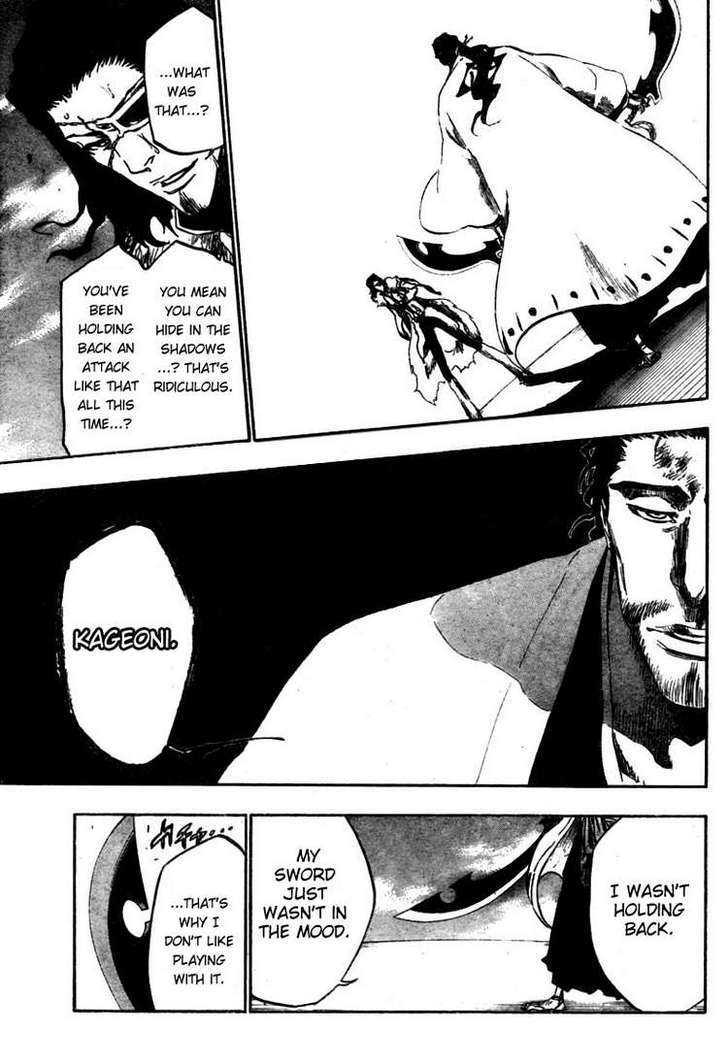 ...WHAT
WAS
THAT...?
YOU MEAN
YOU CAN
HIDE IN THE
SHADOWS
...? THAT'S
RIDICULOUS.
YOU'VE
BEEN
HOLDING
BACK AN
ATTACK
LIKE THAT
ALL THIS
TIME...?
KAGEONI.
I WASN'T
HOLDING
BACK.
MY
SWORD
JUST
WASN'T IN
THE MOOD.
...THAT'S
WHY I
DON'T LIKE
PLAYING
WITH IT.